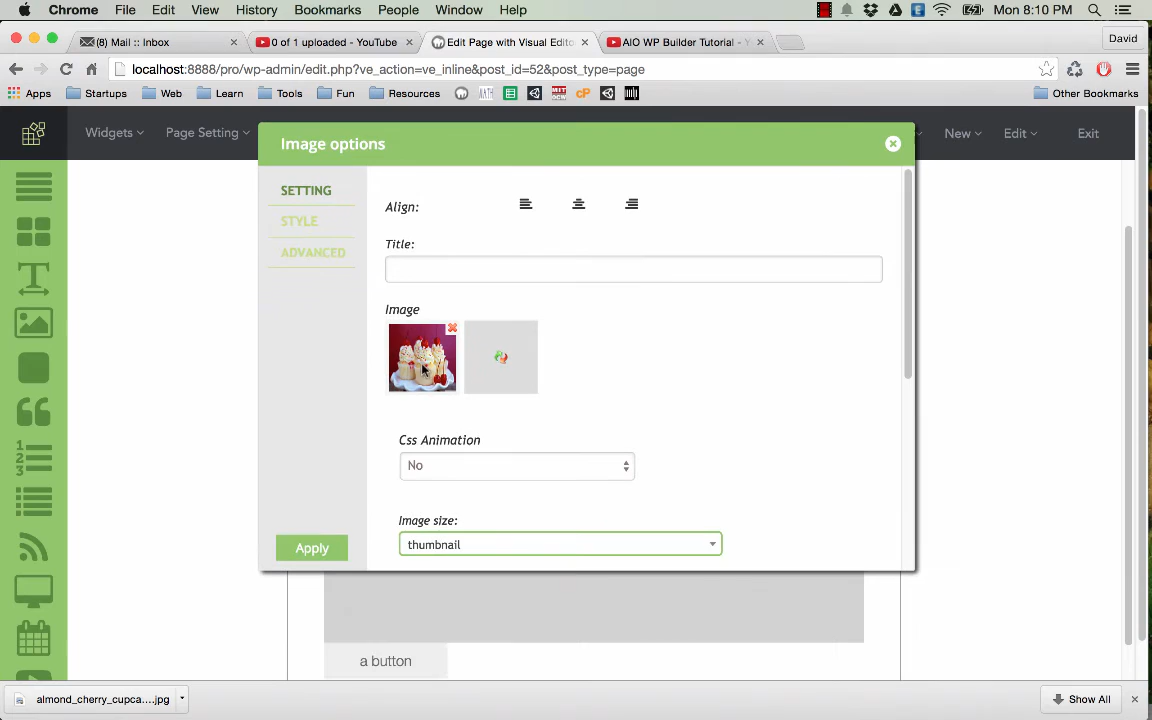 Chrome File Edit View History Bookmarks People Window Help Mon 8:10 PM
(8) Mail :: Inbox 0 of 1 uploaded - YouTube Edit Page with Visual Edito AIO WP Builder Tutorial - Y David
localhost:8888/pro/wp-admin/edit.php?ve_action=ve_inline&post_id=52&post_type=page
Apps Startups Web Learn Tools Fun Resources Other Bookmarks
Widgets Page Setting New Edit Exit
Image options
SETTING
STYLE
ADVANCED
Align:
Title:
Image
Css Animation
No
Image size:
thumbnail
Apply
a button
almond_cherry_cupca....jpg Show All